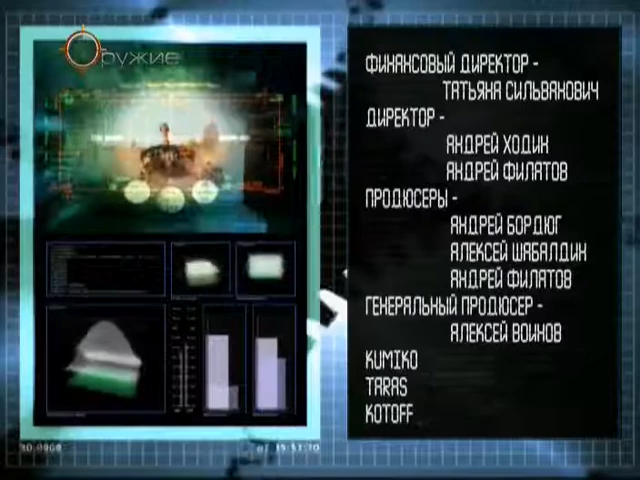 Оружие
ФИНАНСОВЫЙ ДИРЕКТОР -
ТАТЬЯНА СИЛЬВАНОВИЧ
ДИРЕКТОР -
АНДРЕЙ ХОДИН
АНДРЕЙ ФИЛАТОВ
ПРОДЮСЕРЫ -
АНДРЕЙ БОРДЮГ
АЛЕКСЕЙ ШАБАЛДИН
АНДРЕЙ ФИЛАТОВ
ГЕНЕРАЛЬНЫЙ ПРОДЮСЕР -
АЛЕКСЕЙ ВОИНОВ
KUMIKO
TARAS
KOTOFF